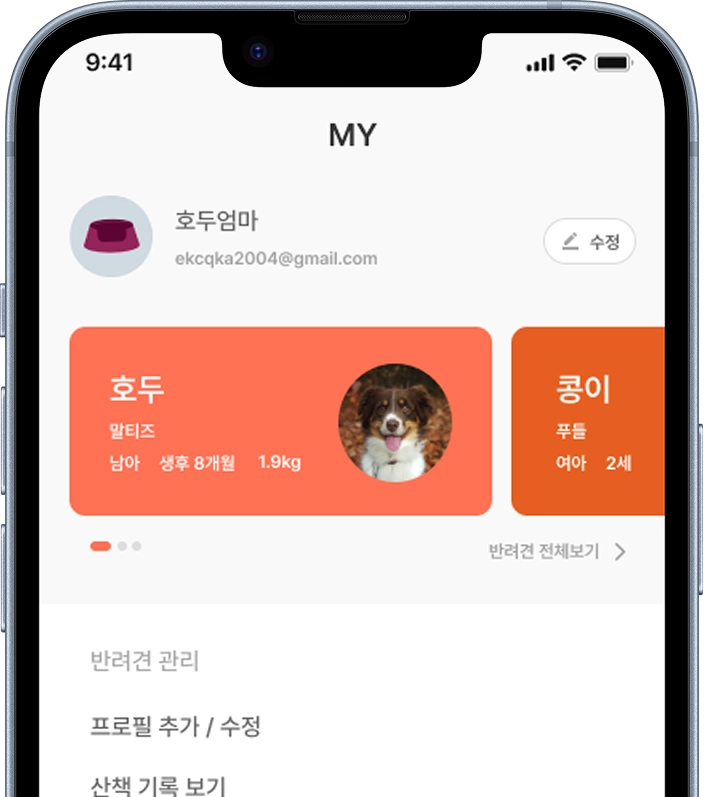 9:41
MY
호두엄마
ekcqka2004@gmail.com
수정
호두
말티즈
남아 생후 8개월 1.9kg
콩이
푸들
여아 2세
반려견 전체보기
반려견 관리
프로필 추가 / 수정
산책 기록 보기